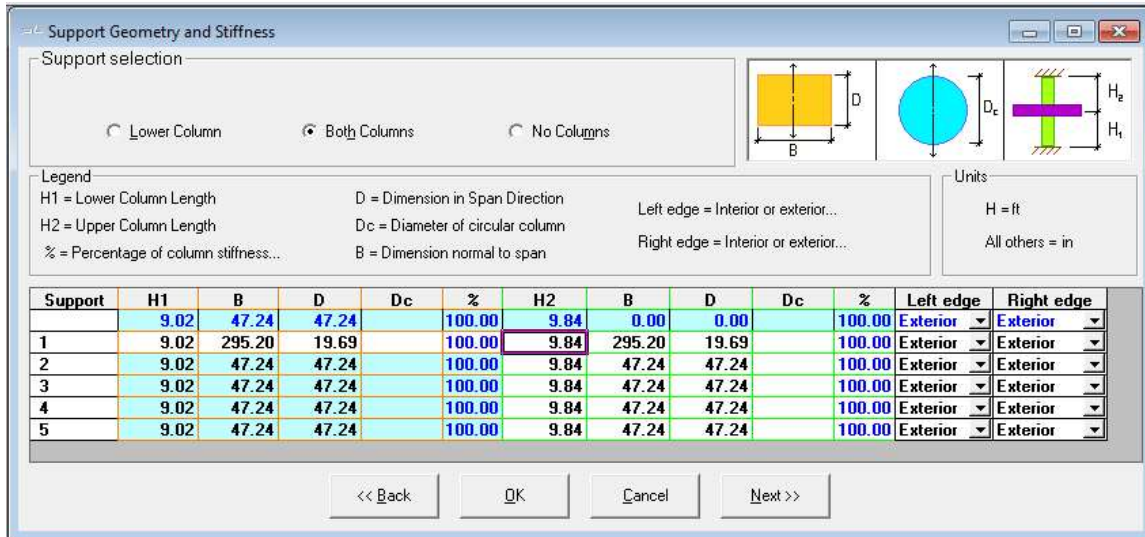 Support Geometry and Stiffness
Support selection
Lower Column Both Columns No Columns
D
B
Dc
H2
H1
Legend
H1 = Lower Column Length D = Dimension in Span Direction
H2 = Upper Column Length Dc = Diameter of circular column
% = Percentage of column stiffness... B = Dimension normal to span
Left edge = Interior or exterior...
Right edge = Interior or exterior...
Units
H = ft
All others = in
Support H1 B D Dc % H2 B D Dc % Left edge Right edge
9.02 47.24 47.24 100.00 9.84 0.00 0.00 100.00 Exterior Exterior
1 9.02 295.20 19.69 100.00 9.84 295.20 19.69 100.00 Exterior Exterior
2 9.02 47.24 47.24 100.00 9.84 47.24 47.24 100.00 Exterior Exterior
3 9.02 47.24 47.24 100.00 9.84 47.24 47.24 100.00 Exterior Exterior
4 9.02 47.24 47.24 100.00 9.84 47.24 47.24 100.00 Exterior Exterior
5 9.02 47.24 47.24 100.00 9.84 47.24 47.24 100.00 Exterior Exterior
<< Back OK Cancel Next >>